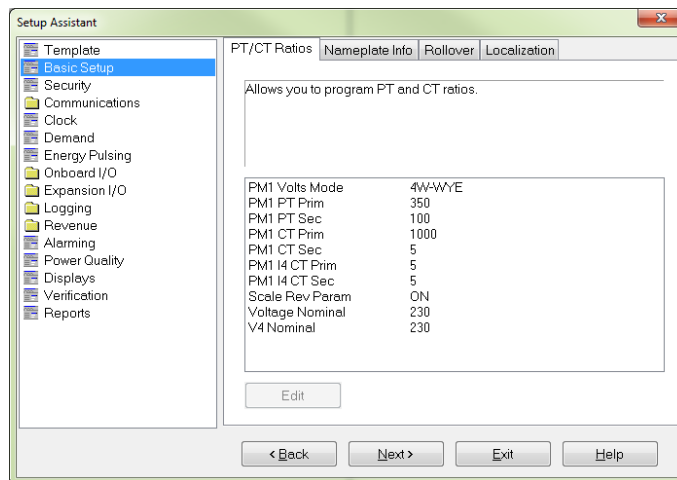 Setup Assistant
Template
Basic Setup
Security
Communications
Clock
Demand
Energy Pulsing
Onboard I/O
Expansion I/O
Logging
Revenue
Alarming
Power Quality
Displays
Verification
Reports
PT/CT Ratios Nameplate Info Rollover Localization
Allows you to program PT and CT ratios.
PM1 Volts Mode 4W-WYE
PM1 PT Prim 350
PM1 PT Sec 100
PM1 CT Prim 1000
PM1 CT Sec 5
PM1 I4 CT Prim 5
PM1 I4 CT Sec 5
Scale Rev Param ON
Voltage Nominal 230
V4 Nominal 230
Edit
< Back Next > Exit Help